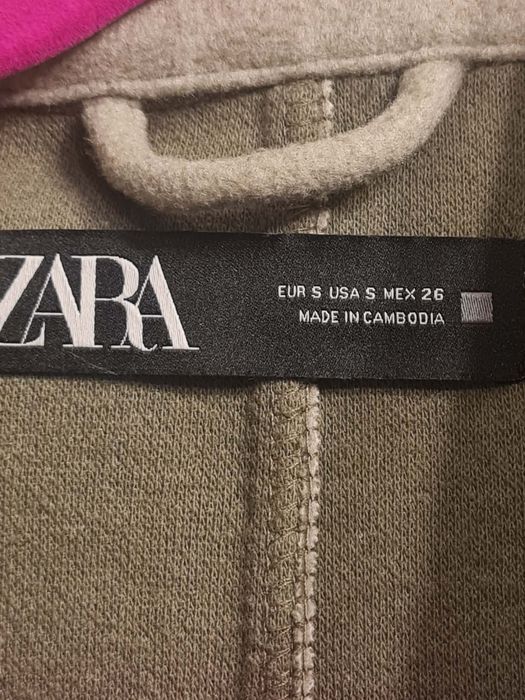 ZARA
EUR S USA S MEX 26
MADE IN CAMBODIA